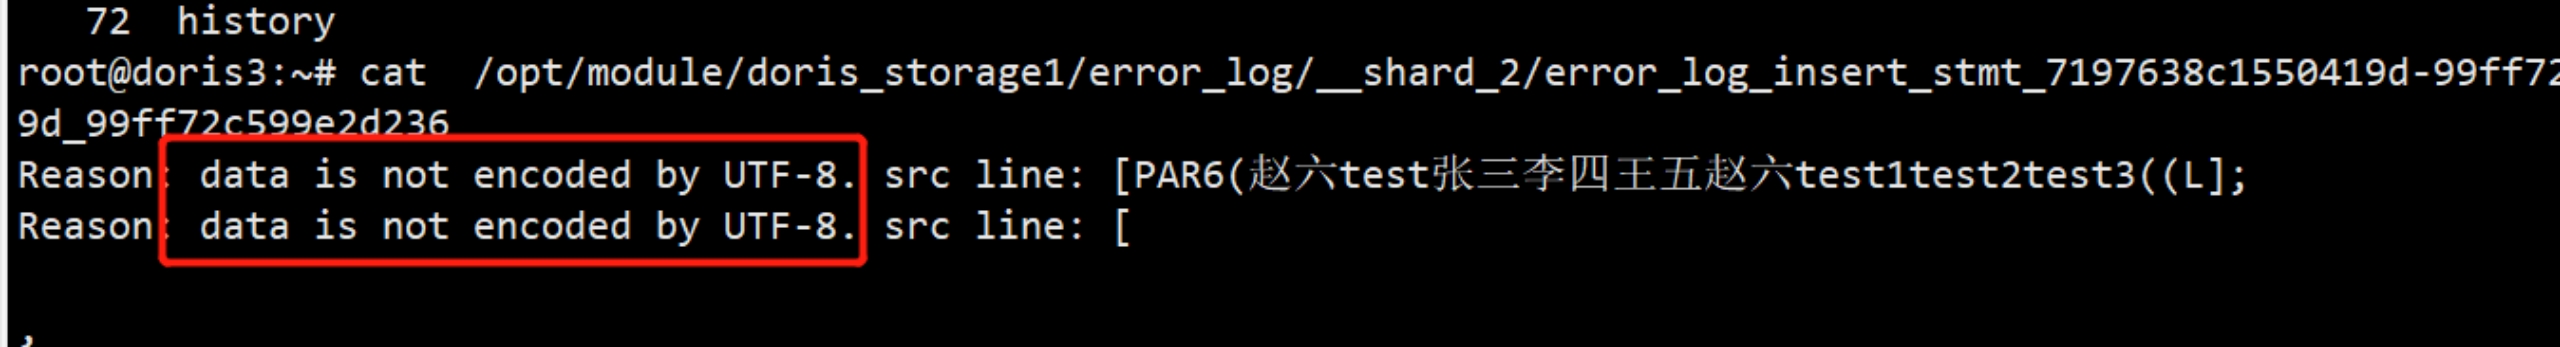 72  history
root@doris3:~# cat  /opt/module/doris_storage1/error_log/__shard_2/error_log_insert_stmt_7197638c1550419d-99ff72
9d_99ff72c599e2d236
Reason: data is not encoded by UTF-8. src line: [PAR6(赵六test张三李四王五赵六test1test2test3((L];
Reason: data is not encoded by UTF-8. src line: [
;